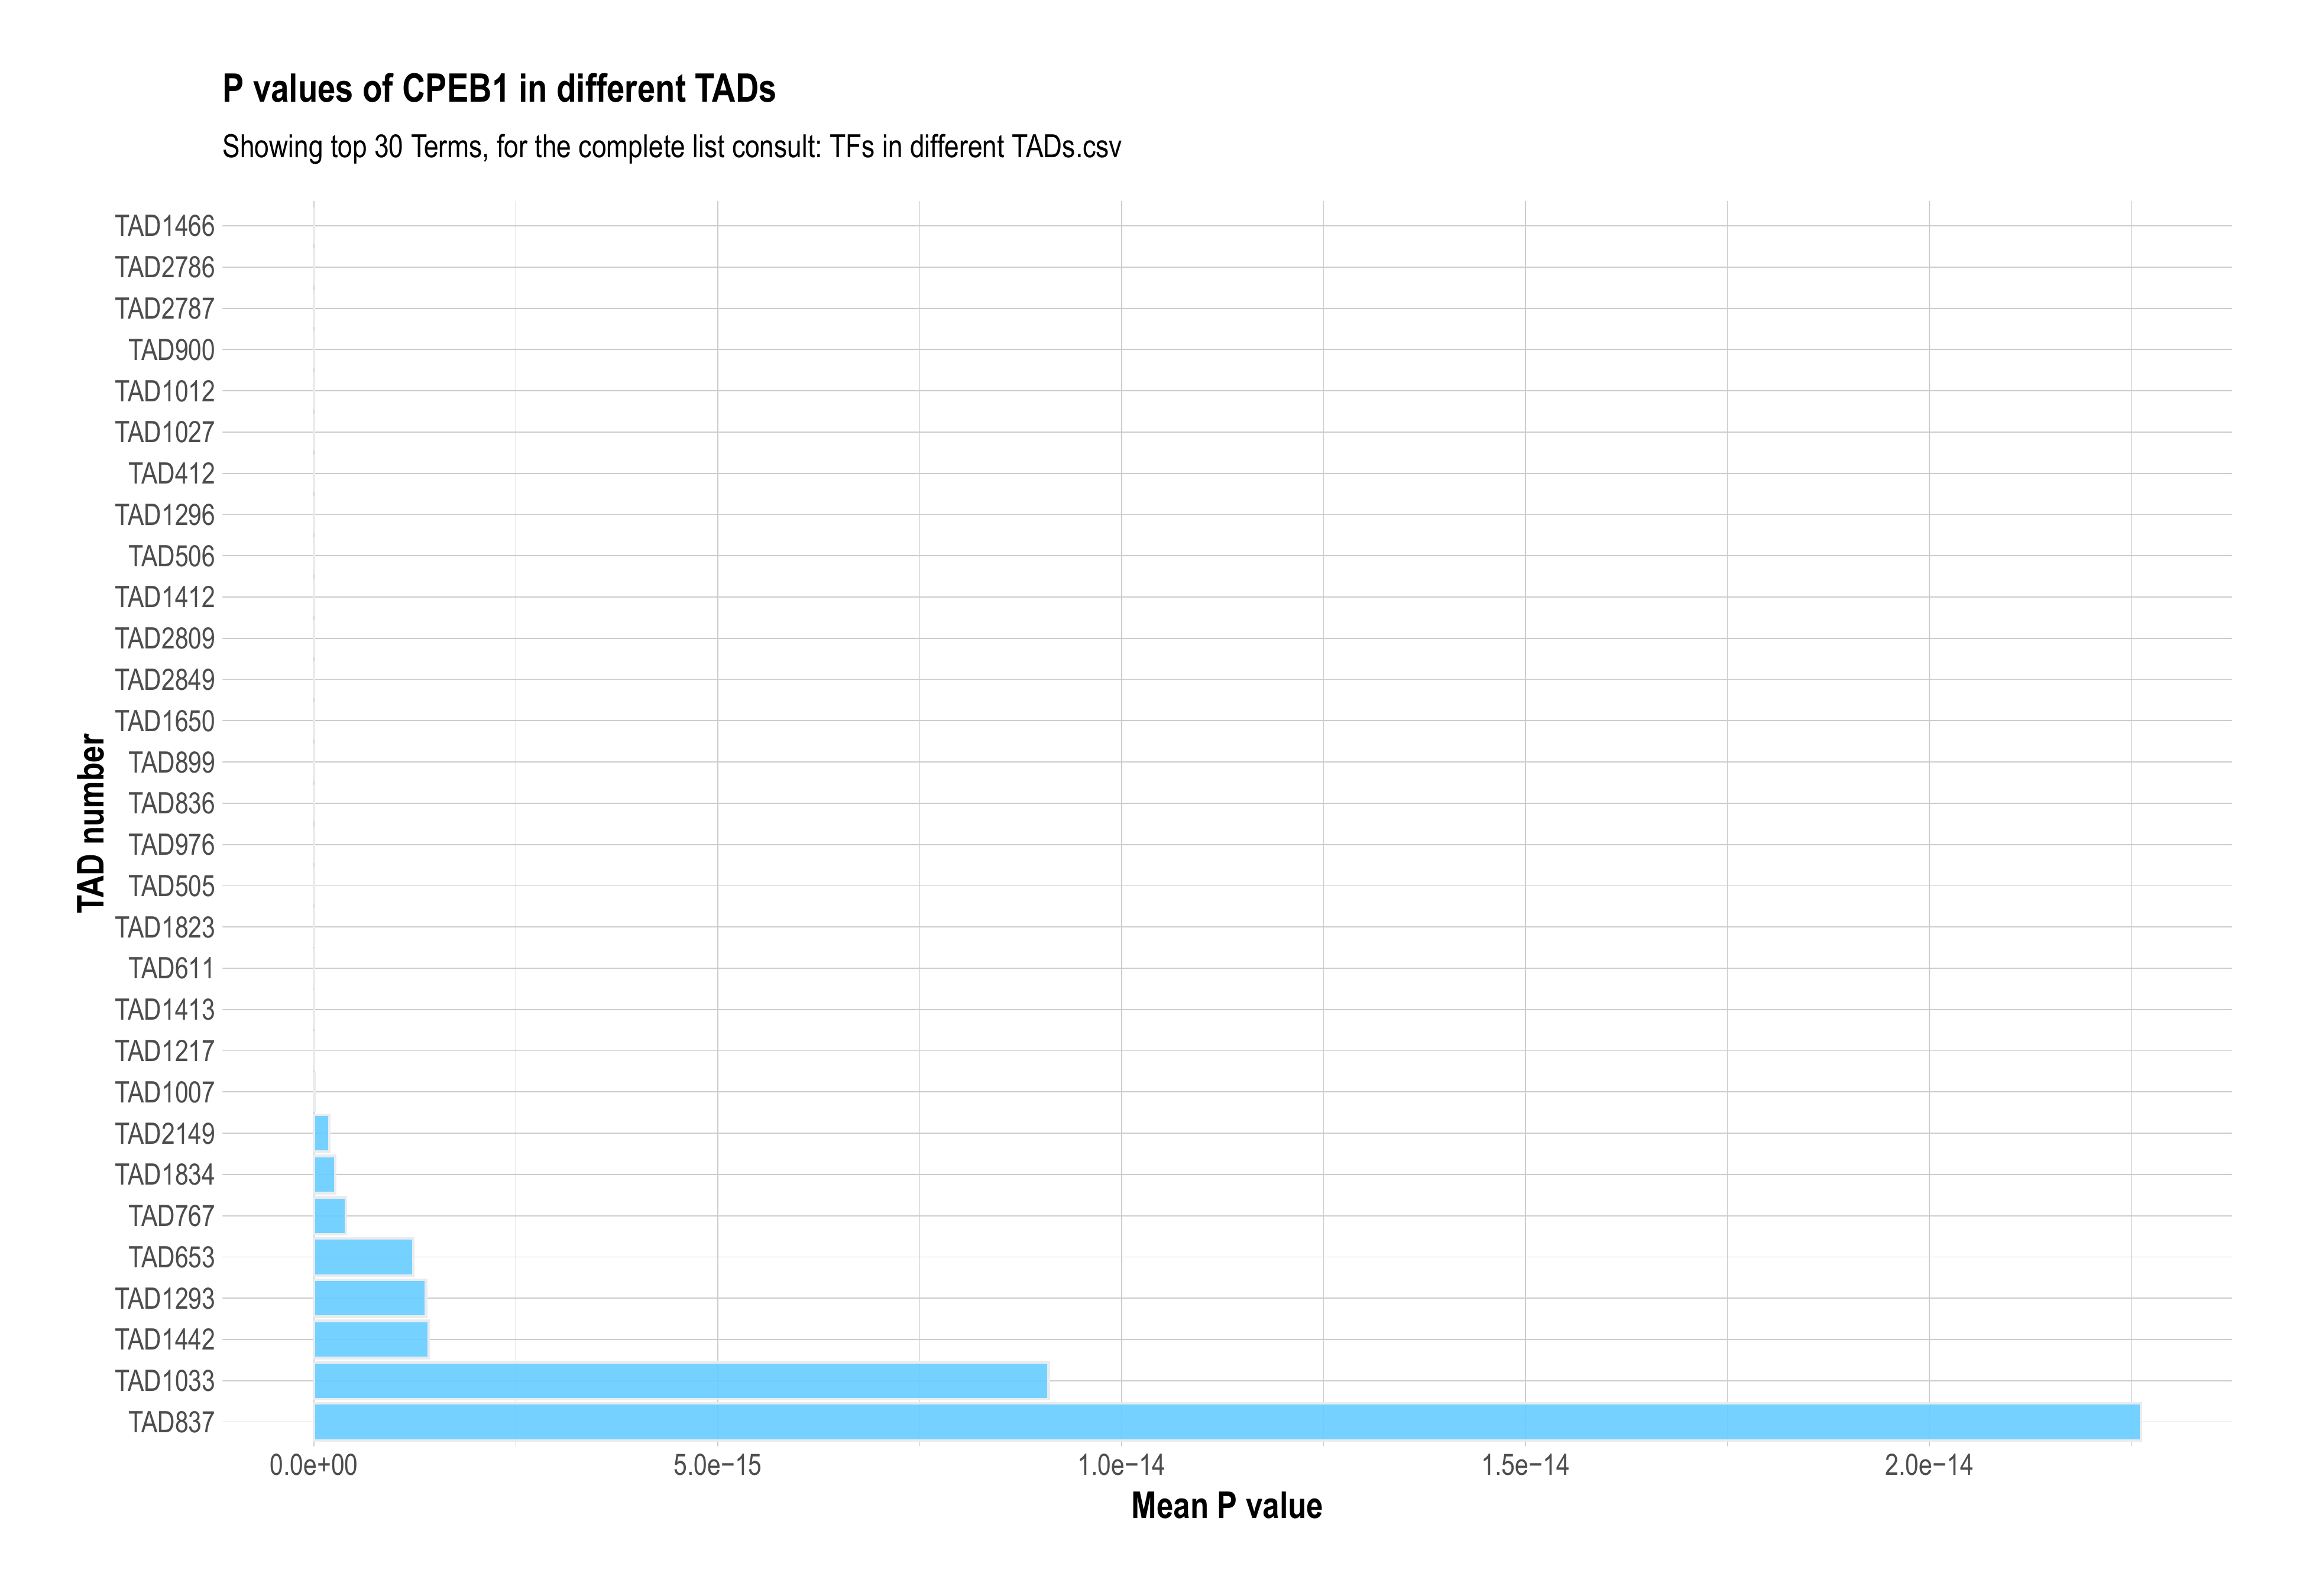 P values of CPEB1 in different TADs
Showing top 30 Terms, for the complete list consult: TFs in different TADs.csv
TAD number
TAD1466
TAD2786
TAD2787
TAD900
TAD1012
TAD1027
TAD412
TAD1296
TAD506
TAD1412
TAD2809
TAD2849
TAD1650
TAD899
TAD836
TAD976
TAD505
TAD1823
TAD611
TAD1413
TAD1217
TAD1007
TAD2149
TAD1834
TAD767
TAD653
TAD1293
TAD1442
TAD1033
TAD837
0.0e+00 5.0e−15 1.0e−14 1.5e−14 2.0e−14
Mean P value